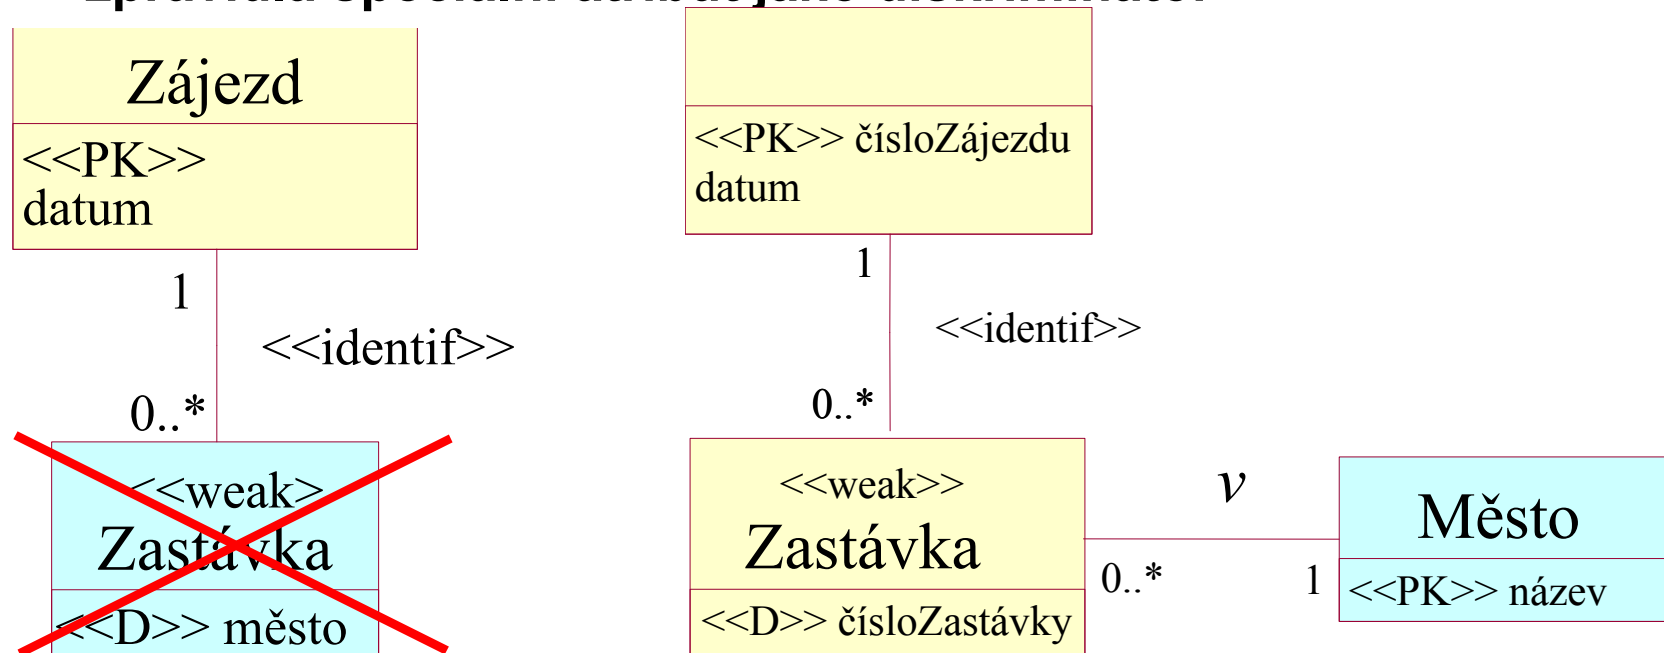 Zájezd
<<PK>>
datum
1
<<identif>>
0..*
<<weak>
Zastávka
<<D>> město
<<PK>> čísloZájezdu
datum
1
<<identif>>
0..*
<<weak>>
Zastávka
<<D>> čísloZastávky
v
0..*
1
Město
<<PK>> název